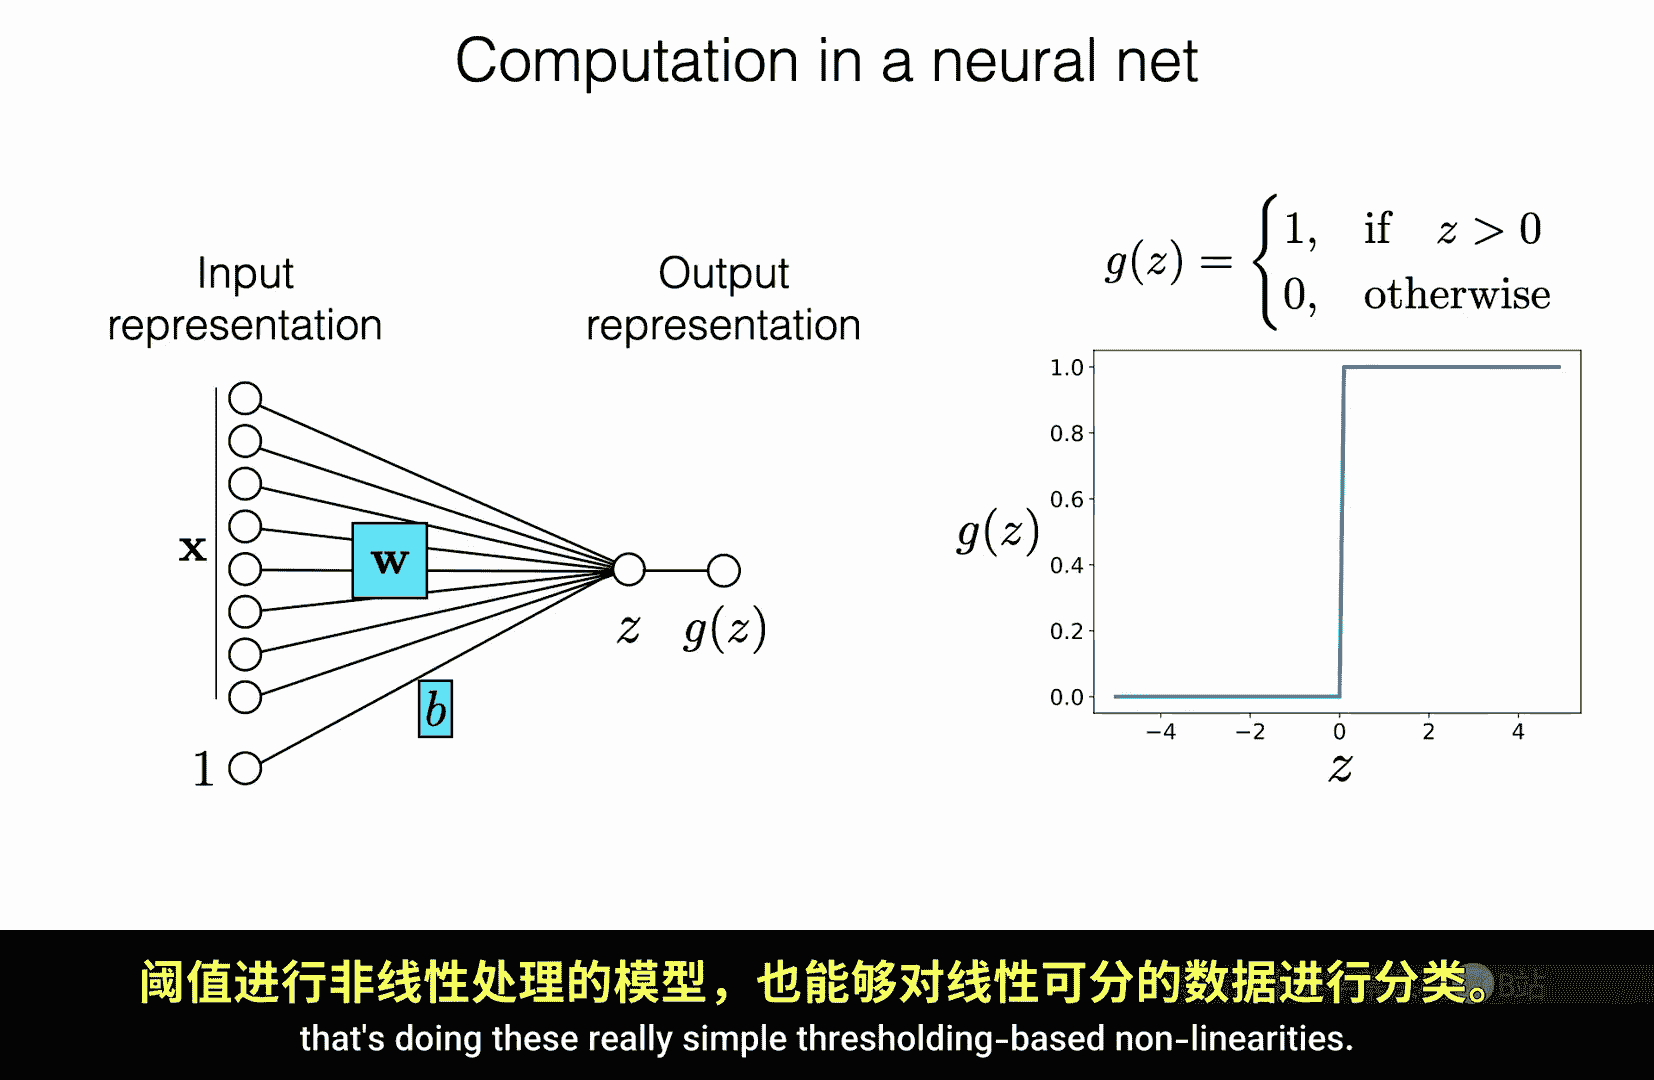 Computation in a neural net
Input
representation
Output
representation
x
w
b
1
z
g(z)
g(z) = { 1, if z > 0
0, otherwise
1.0
0.8
0.6
0.4
0.2
0.0
g(z)
−4 −2 0 2 4
z
阈值进行非线性处理的模型，也能够对线性可分的数据进行分类。
B站
that's doing these really simple thresholding-based non-linearities.